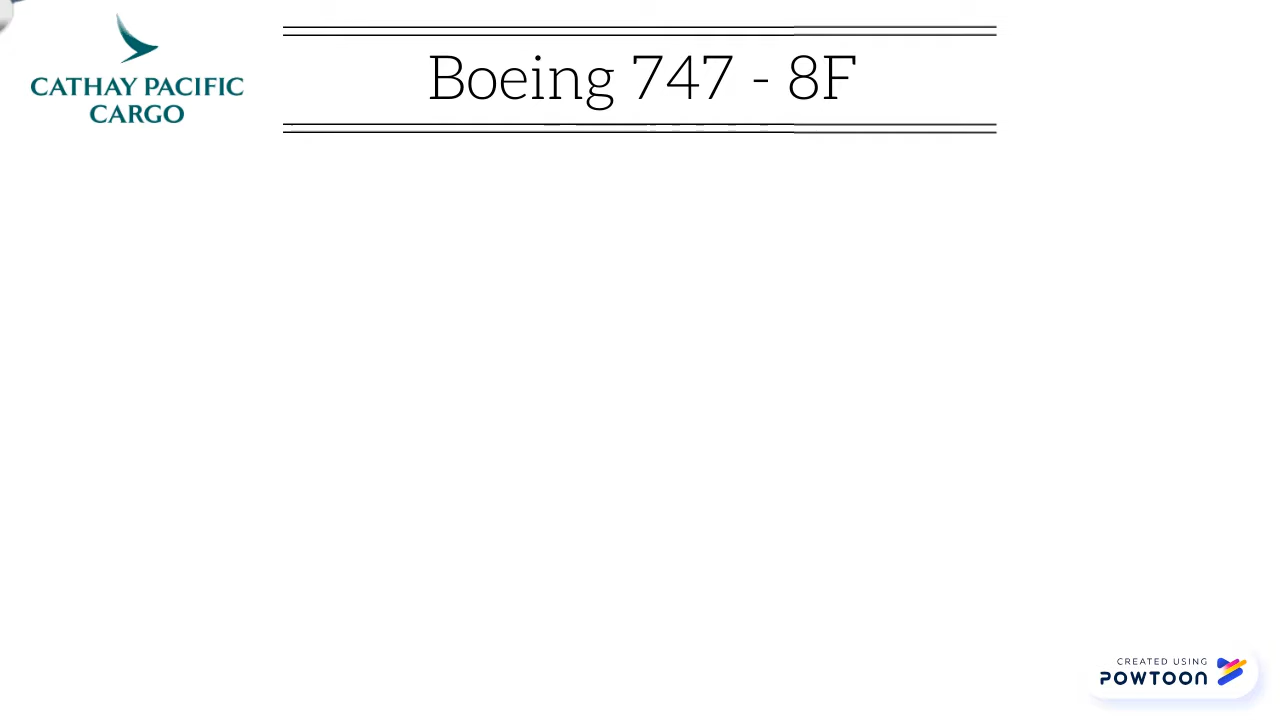 CATHAY PACIFIC
CARGO
Boeing 747 - 8F
CREATED USING
POWTOON